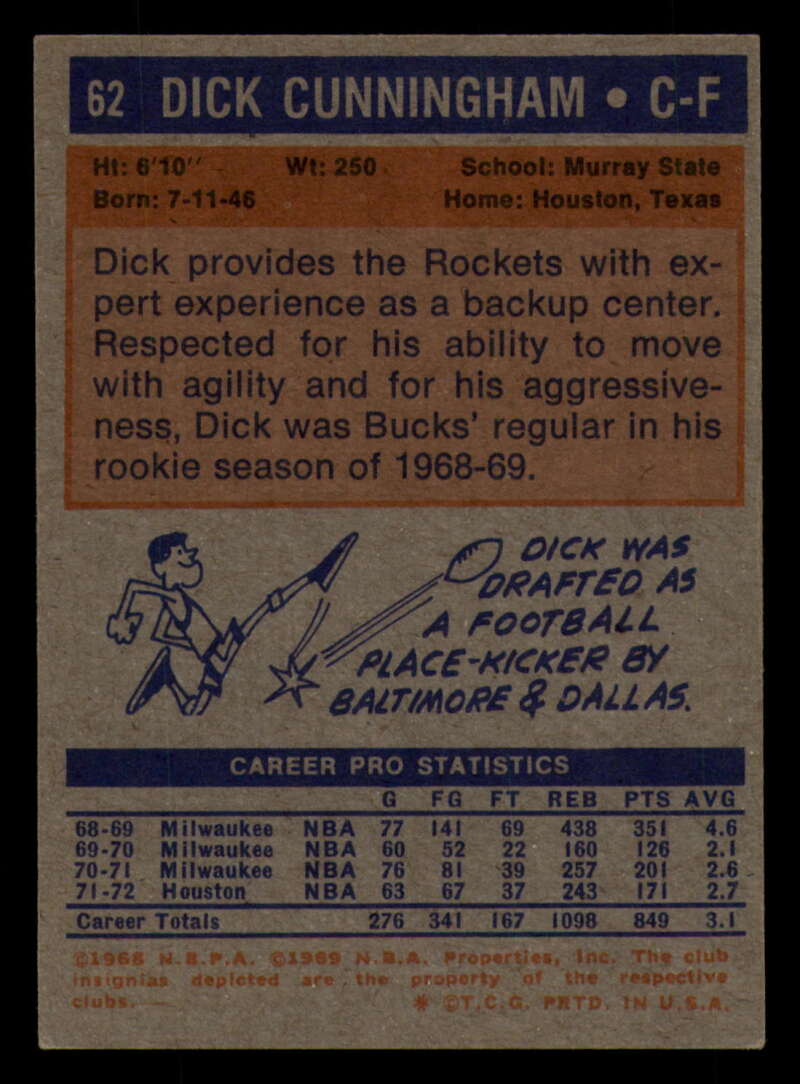 62 DICK CUNNINGHAM • C-F
Ht: 6'10" Wt: 250 School: Murray State
Born: 7-11-46 Home: Houston, Texas
Dick provides the Rockets with ex-
pert experience as a backup center.
Respected for his ability to move
with agility and for his aggressive-
ness, Dick was Bucks' regular in his
rookie season of 1968-69.
DICK WAS
DRAFTED AS
A FOOTBALL
PLACE-KICKER BY
BALTIMORE & DALLAS.
CAREER PRO STATISTICS
G FG FT REB PTS AVG
68-69 Milwaukee NBA 77 141 69 438 351 4.6
69-70 Milwaukee NBA 60 52 22 160 126 2.1
70-71 Milwaukee NBA 76 81 39 257 201 2.6
71-72 Houston NBA 63 67 37 243 171 2.7
Career Totals 276 341 167 1098 849 3.1
©1968 N.B.P.A. ©1969 N.B.A. Properties, Inc. The club
insignias depicted are the property of the respective
clubs. * ©T.C.G. PRTD. IN U.S.A.